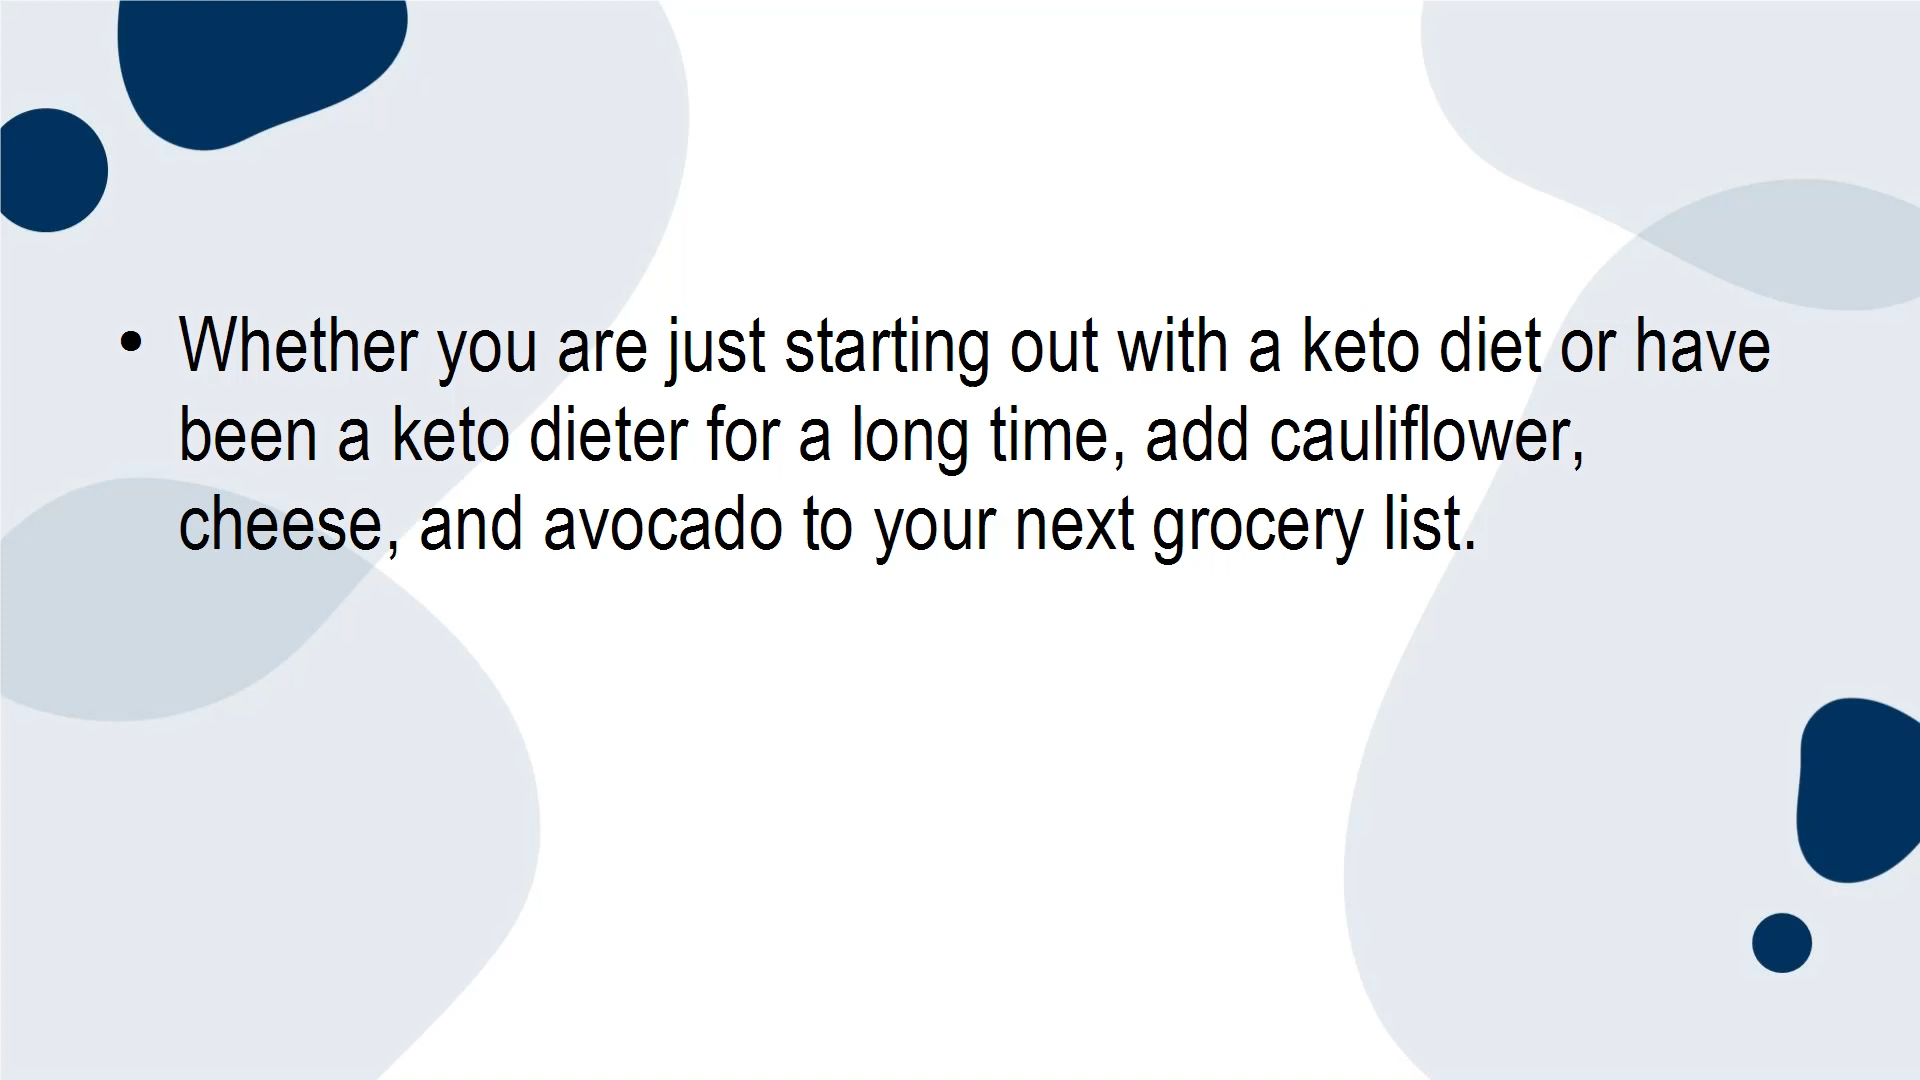 • Whether you are just starting out with a keto diet or have
been a keto dieter for a long time, add cauliflower,
cheese, and avocado to your next grocery list.